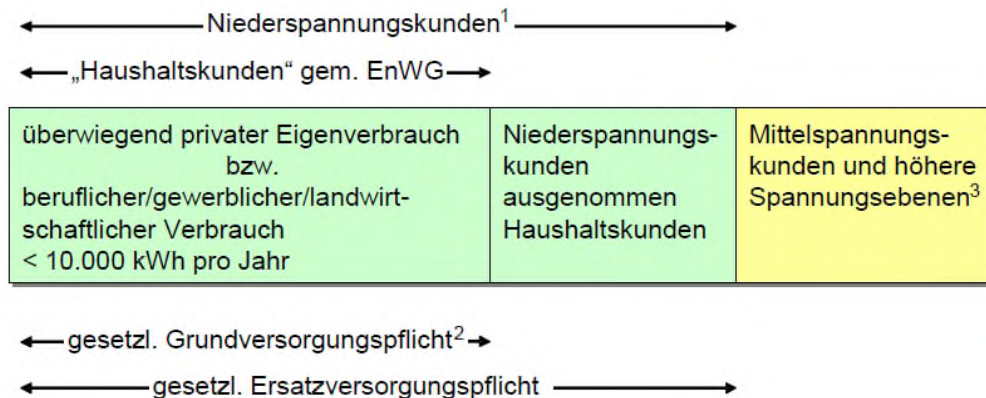 Niederspannungskunden¹
„Haushaltskunden“ gem. EnWG
überwiegend privater Eigenverbrauch
bzw.
beruflicher/gewerblicher/landwirt-
schaftlicher Verbrauch
< 10.000 kWh pro Jahr
Niederspannungs-
kunden
ausgenommen
Haushaltskunden
Mittelspannungs-
kunden und höhere
Spannungsebenen³
gesetzl. Grundversorgungspflicht²
gesetzl. Ersatzversorgungspflicht